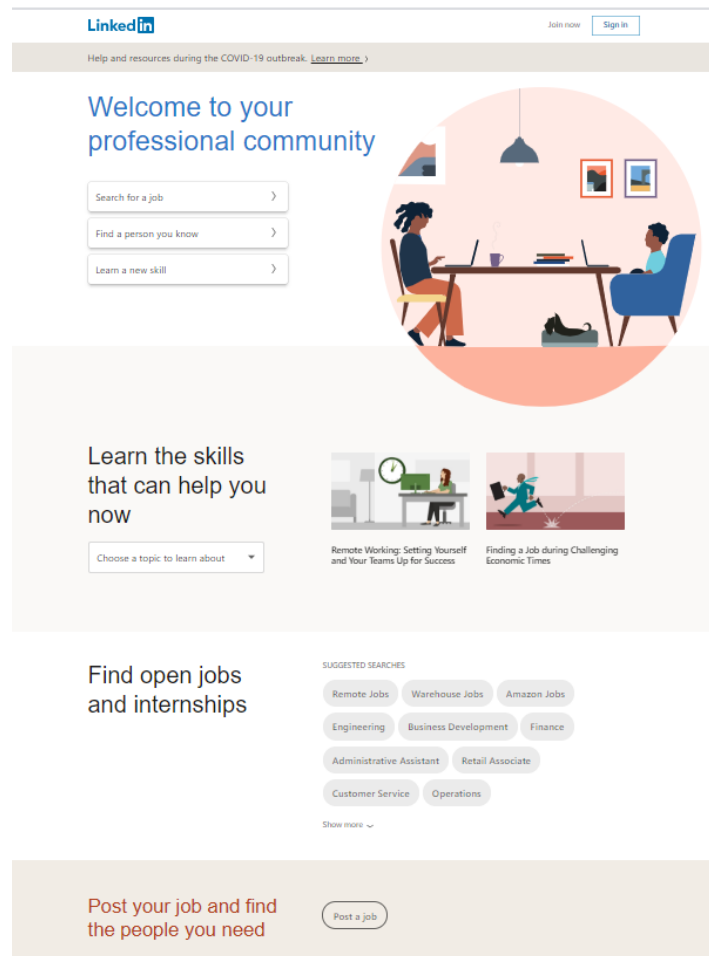 Linked in
Join now
Sign in
Help and resources during the COVID-19 outbreak. Learn more
Welcome to your
professional community
Search for a job
Find a person you know
Learn a new skill
Learn the skills
that can help you
now
Choose a topic to learn about
Remote Working: Setting Yourself
and Your Teams Up for Success
Finding a Job during Challenging
Economic Times
Find open jobs
and internships
SUGGESTED SEARCHES
Remote Jobs
Warehouse Jobs
Amazon Jobs
Engineering
Business Development
Finance
Administrative Assistant
Retail Associate
Customer Service
Operations
Show more
Post your job and find
the people you need
Post a job